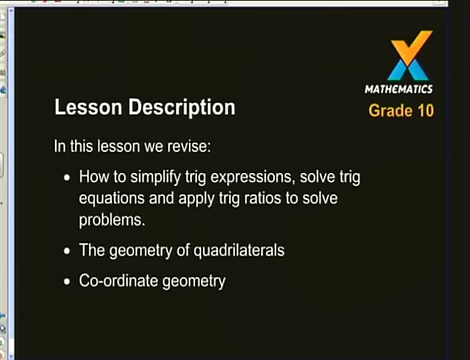 MATHEMATICS
Grade 10
Lesson Description
In this lesson we revise:
• How to simplify trig expressions, solve trig
equations and apply trig ratios to solve
problems.
• The geometry of quadrilaterals
• Co-ordinate geometry